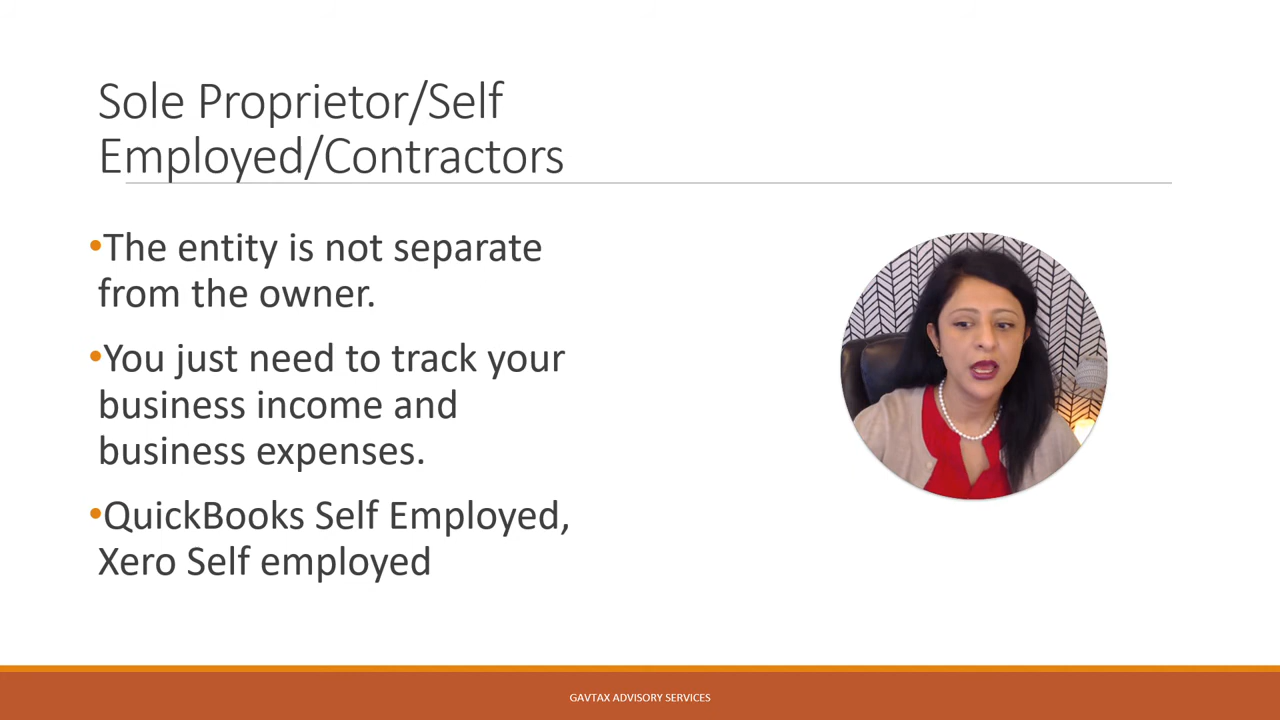 Sole Proprietor/Self
Employed/Contractors
•The entity is not separate
from the owner.
•You just need to track your
business income and
business expenses.
•QuickBooks Self Employed,
Xero Self employed
GAVTAX ADVISORY SERVICES